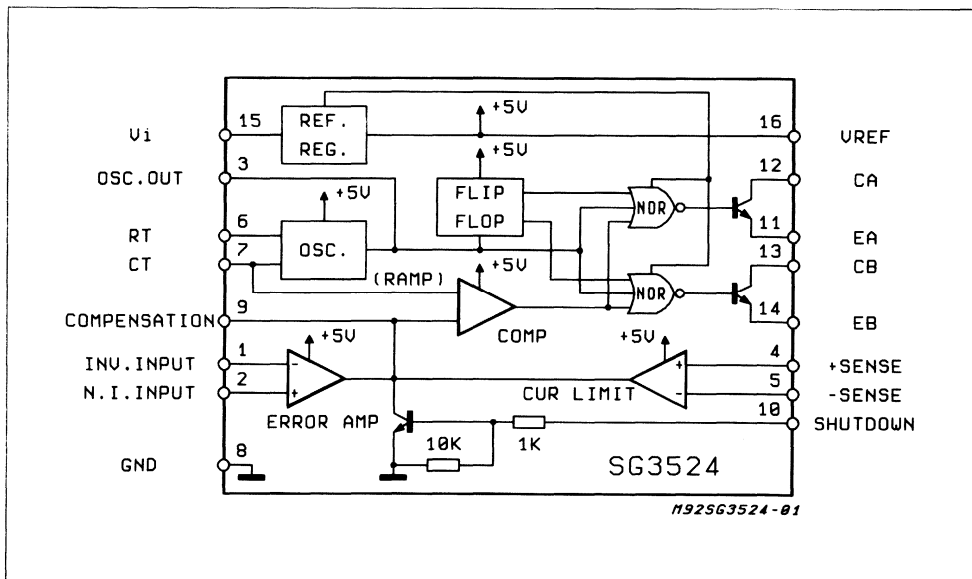 Vi
15
REF.
REG.
+5V
16
VREF
OSC.OUT
3
+5V
12
CA
+5V
FLIP
FLOP
NOR
RT
6
11
EA
OSC.
CT
7
13
CB
(RAMP)
+5V
NOR
COMPENSATION
9
COMP
14
EB
+5V
+5V
INV.INPUT
1
-
+
4
+SENSE
N.I.INPUT
2
+
-
5
-SENSE
ERROR AMP
CUR LIMIT
10
SHUTDOWN
10K
1K
GND
8
SG3524
M92SG3524-01